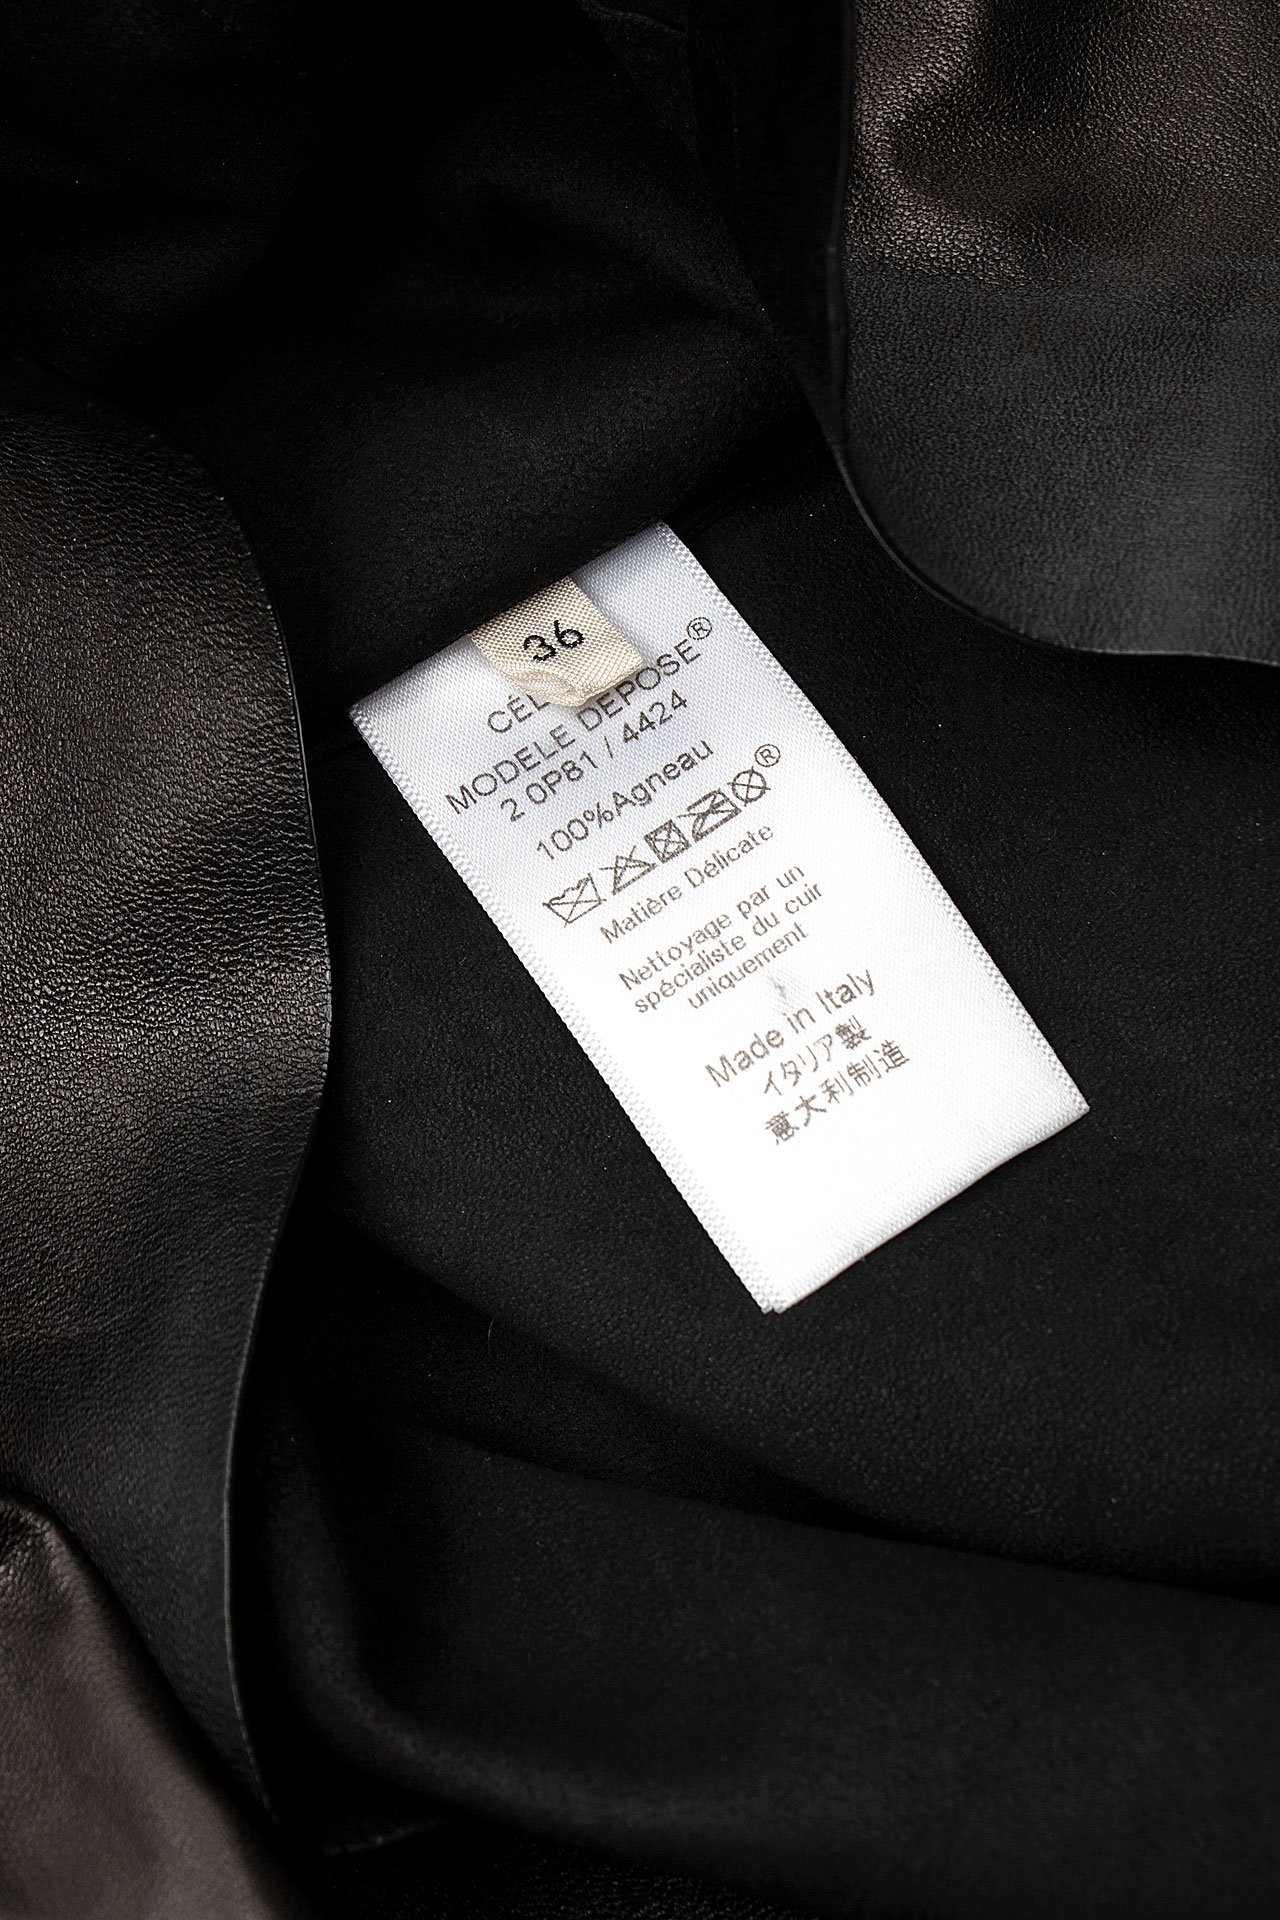 36
MODELE DEPOSE®
2 0P81 / 4424
100%Agneau
®
Matière Délicate
Nettoyage par un
spécialiste du cuir
uniquement
Made in Italy
イタリア製
意大利制造